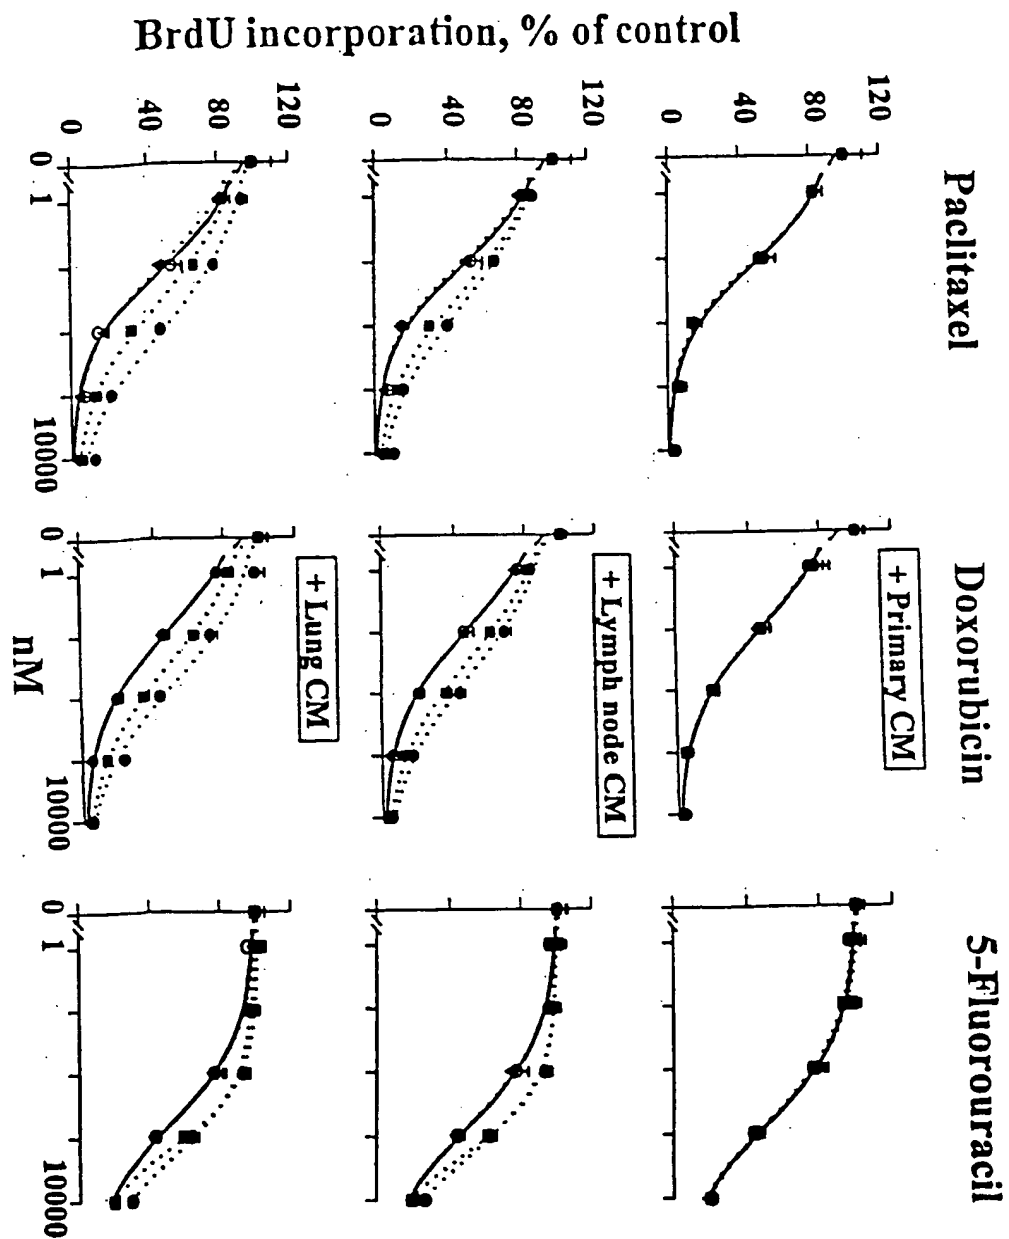 Paclitaxel
Doxorubicin
5-Fluorouracil
BrdU incorporation, % of control
120
80
40
0
+ Primary CM
120
80
40
0
+ Lymph node CM
120
80
40
0
+ Lung CM
0
1
10000
0
1
10000
0
1
10000
nM